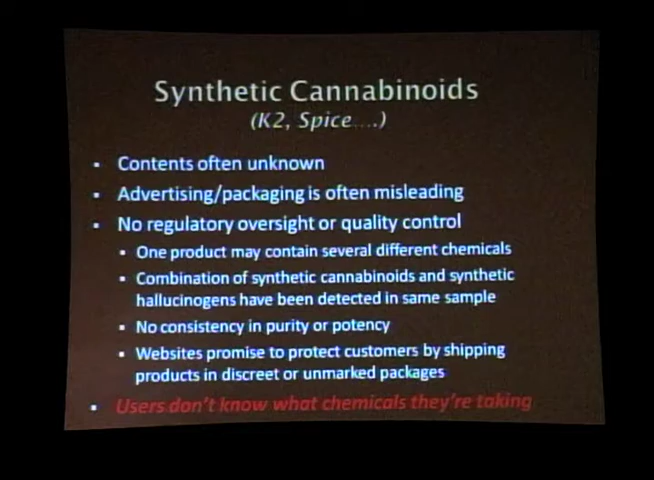 Synthetic Cannabinoids
(K2, Spice....)
▪ Contents often unknown
▪ Advertising/packaging is often misleading
▪ No regulatory oversight or quality control
▪ One product may contain several different chemicals
▪ Combination of synthetic cannabinoids and synthetic
hallucinogens have been detected in same sample
▪ No consistency in purity or potency
▪ Websites promise to protect customers by shipping
products in discreet or unmarked packages
▪ Users don't know what chemicals they're taking